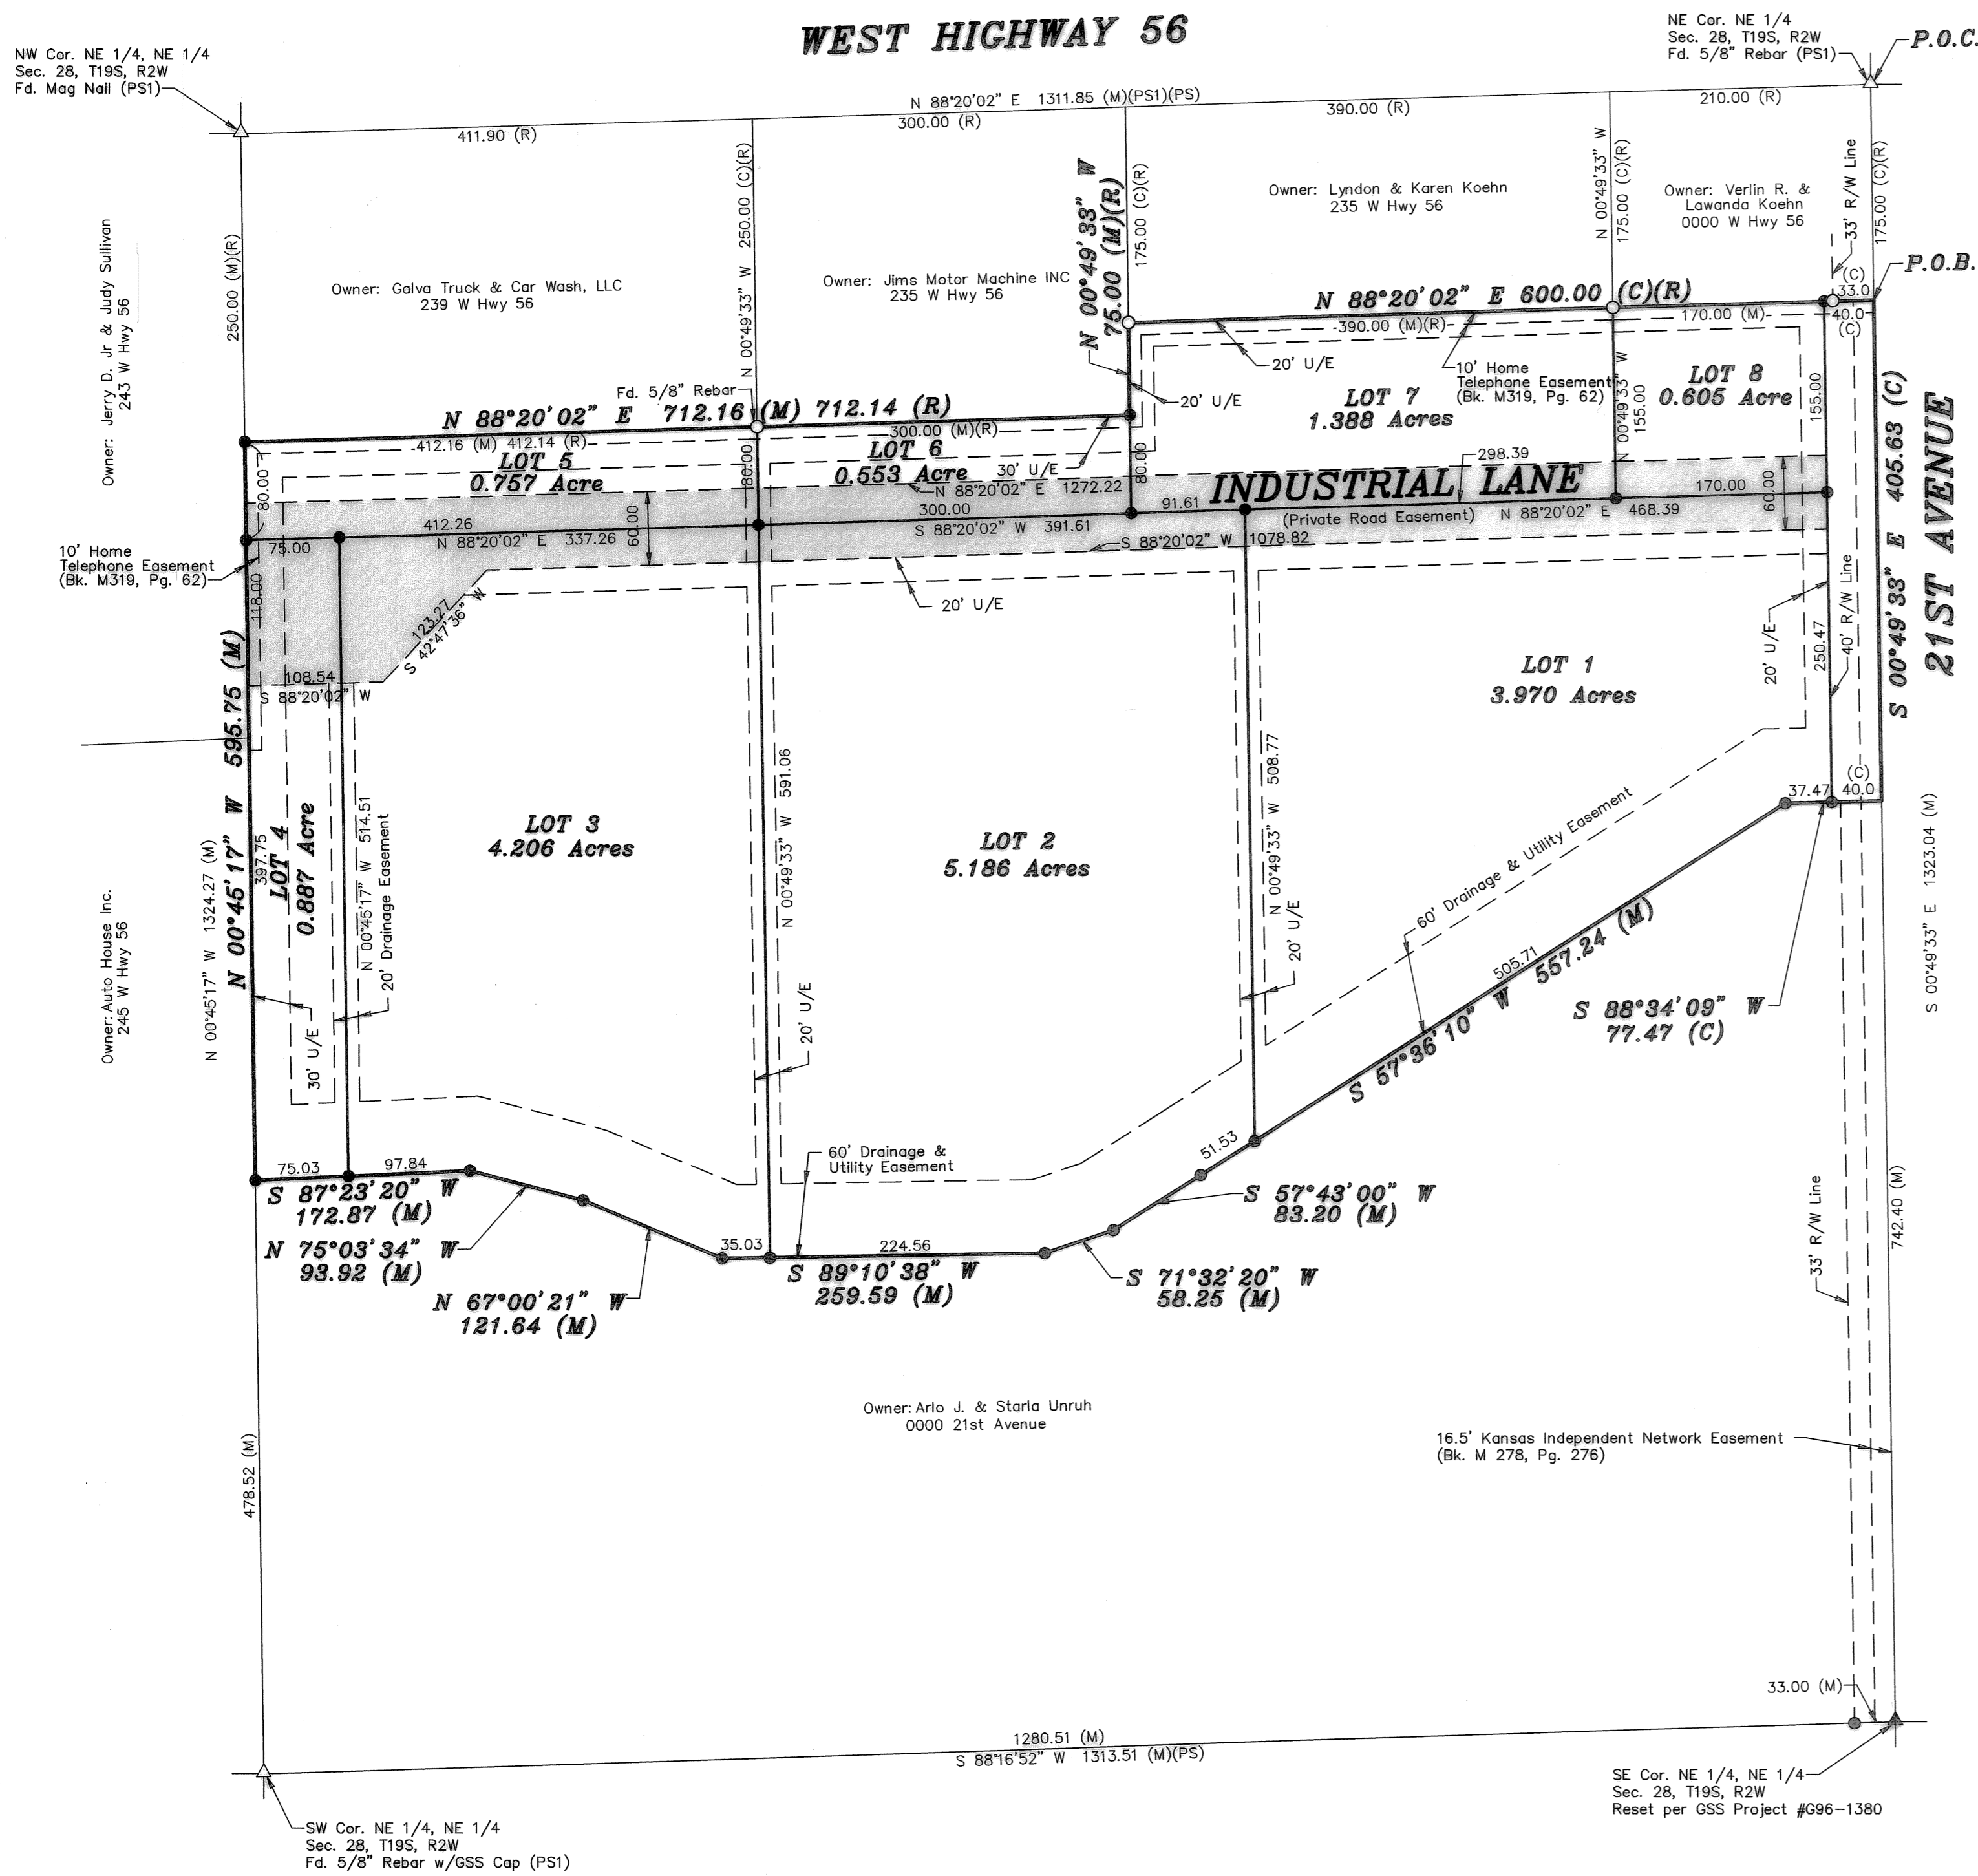 WEST HIGHWAY 56
NW Cor. NE 1/4, NE 1/4
Sec. 28, T19S, R2W
Fd. Mag Nail (PS1)
NE Cor. NE 1/4
Sec. 28, T19S, R2W
Fd. 5/8" Rebar (PS1)
P.O.C.
N 88°20'02" E 1311.85 (M)(PS1)(PS)
411.90 (R)
300.00 (R)
390.00 (R)
210.00 (R)
250.00 (M)(R)
N 00°49'33" W 250.00 (C)(R)
N 00°49'33" W
75.00 (M)(R)
175.00 (C)(R)
N 00°49'33" W
175.00 (C)(R)
33' R/W Line
175.00 (C)(R)
Owner: Jerry D. Jr & Judy Sullivan
243 W Hwy 56
Owner: Galva Truck & Car Wash, LLC
239 W Hwy 56
Owner: Jims Motor Machine INC
235 W Hwy 56
Owner: Lyndon & Karen Koehn
235 W Hwy 56
Owner: Verlin R. &
Lawanda Koehn
0000 W Hwy 56
P.O.B.
(C)
33.0
N 88°20'02" E 600.00 (C)(R)
390.00 (M)(R)
170.00 (M)
40.0
(C)
20' U/E
10' Home
Telephone Easement
(Bk. M319, Pg. 62)
20' U/E
LOT 7
1.388 Acres
N 00°49'33" W
155.00
LOT 8
0.605 Acre
155.00
Fd. 5/8" Rebar
N 88°20'02" E 712.16 (M) 712.14 (R)
412.16 (M) 412.14 (R)
300.00 (M)(R)
LOT 5
0.757 Acre
LOT 6
0.553 Acre
30' U/E
80.00
80.00
80.00
N 88°20'02" E 1272.22
298.39
INDUSTRIAL LANE
(Private Road Easement)
N 88°20'02" E 468.39
170.00
60.00
S 00°49'33" E 405.63 (C)
21ST AVENUE
412.26
N 88°20'02" E 337.26
60.00
300.00
S 88°20'02" W 391.61
91.61
S 88°20'02" W 1078.82
75.00
10' Home
Telephone Easement
(Bk. M319, Pg. 62)
118.00
20' U/E
123.27
S 42°47'36" W
108.54
S 88°20'02" W
20' U/E
250.47
40' R/W Line
LOT 1
3.970 Acres
N 00°45'17" W 595.75 (M)
397.75
LOT 4
0.887 Acre
N 00°45'17" W 514.51
20' Drainage Easement
LOT 3
4.206 Acres
N 00°49'33" W 591.06
LOT 2
5.186 Acres
N 00°49'33" W 508.77
20' U/E
60' Drainage & Utility Easement
37.47
(C)
40.0
505.71
S 57°36'10" W 557.24 (M)
S 88°34'09" W
77.47 (C)
S 00°49'33" E 1323.04 (M)
N 00°45'17" W 1324.27 (M)
Owner: Auto House Inc.
245 W Hwy 56
30' U/E
20' U/E
60' Drainage &
Utility Easement
51.53
75.03
97.84
S 87°23'20" W
172.87 (M)
N 75°03'34" W
93.92 (M)
N 67°00'21" W
121.64 (M)
35.03
224.56
S 89°10'38" W
259.59 (M)
S 57°43'00" W
83.20 (M)
S 71°32'20" W
58.25 (M)
33' R/W Line
742.40 (M)
Owner: Arlo J. & Starla Unruh
0000 21st Avenue
16.5' Kansas Independent Network Easement
(Bk. M 278, Pg. 276)
478.52 (M)
33.00 (M)
1280.51 (M)
S 88°16'52" W 1313.51 (M)(PS)
SE Cor. NE 1/4, NE 1/4
Sec. 28, T19S, R2W
Reset per GSS Project #G96-1380
SW Cor. NE 1/4, NE 1/4
Sec. 28, T19S, R2W
Fd. 5/8" Rebar w/GSS Cap (PS1)